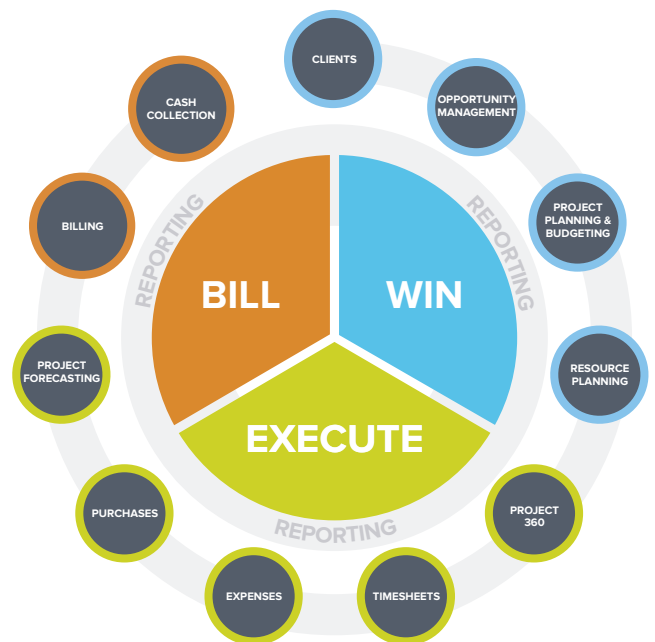 CLIENTS
OPPORTUNITY
MANAGEMENT
PROJECT
PLANNING &
BUDGETING
RESOURCE
PLANNING
PROJECT
360
TIMESHEETS
EXPENSES
PURCHASES
PROJECT
FORECASTING
BILLING
CASH
COLLECTION
REPORTING
REPORTING
REPORTING
BILL
WIN
EXECUTE